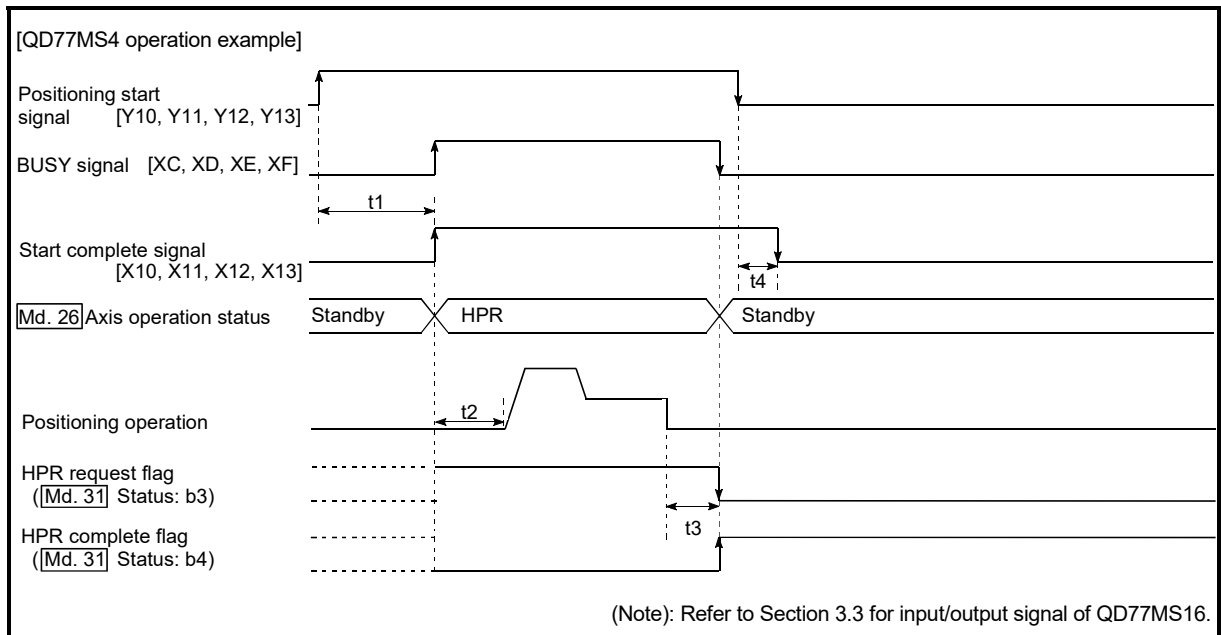 [QD77MS4 operation example]
Positioning start
signal [Y10, Y11, Y12, Y13]
BUSY signal [XC, XD, XE, XF]
t1
Start complete signal
[X10, X11, X12, X13]
t4
Md. 26 Axis operation status
Standby
HPR
Standby
t2
Positioning operation
HPR request flag
(Md. 31 Status: b3)
t3
HPR complete flag
(Md. 31 Status: b4)
(Note): Refer to Section 3.3 for input/output signal of QD77MS16.